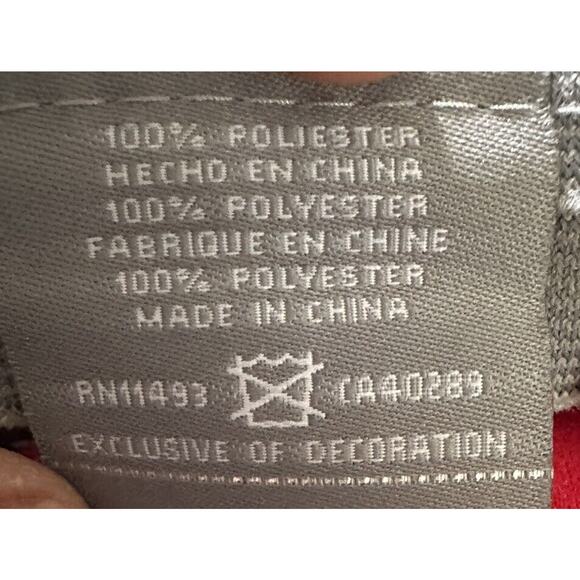 100% POLIESTER
HECHO EN CHINA
100% POLYESTER
FABRIQUE EN CHINE
100% POLYESTER
MADE IN CHINA
RN11493 CA40289
EXCLUSIVE OF DECORATION